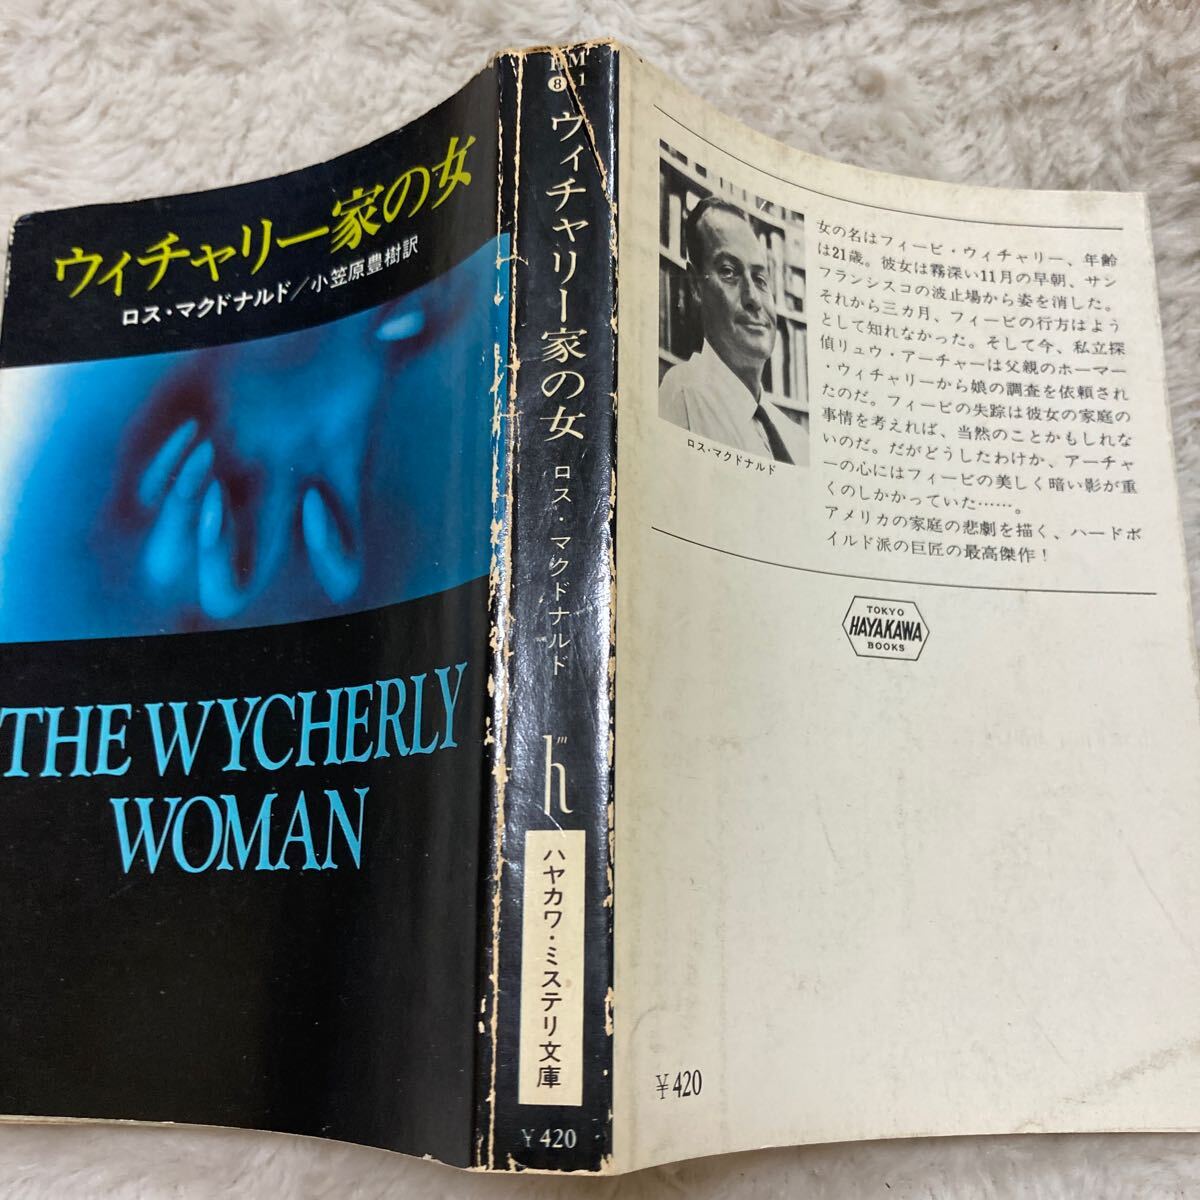 ウィチャリー家の女
ロス・マクドナルド/小笠原豊樹訳
THE WYCHERLY
WOMAN
HM
8 1
ウィチャリー家の女 ロス・マクドナルド
hm
ハヤカワ・ミステリ文庫
¥420
ロス・マクドナルド
女の名はフィービ・ウィチャリー、年齢
は21歳。彼女は霧深い11月の早朝、サン
フランシスコの波止場から姿を消した。
それから三カ月、フィービの行方はよう
として知れなかった。そして今、私立探
偵リュウ・アーチャーは父親のホーマー
・ウィチャリーから娘の調査を依頼され
たのだ。フィービの失踪は彼女の家庭の
事情を考えれば、当然のことかもしれな
いのだ。だがどうしたわけか、アーチャ
ーの心にはフィービの美しく暗い影が重
くのしかかっていた……。
アメリカの家庭の悲劇を描く、ハードボ
イルド派の巨匠の最高傑作！
TOKYO
HAYAKAWA
BOOKS
¥420